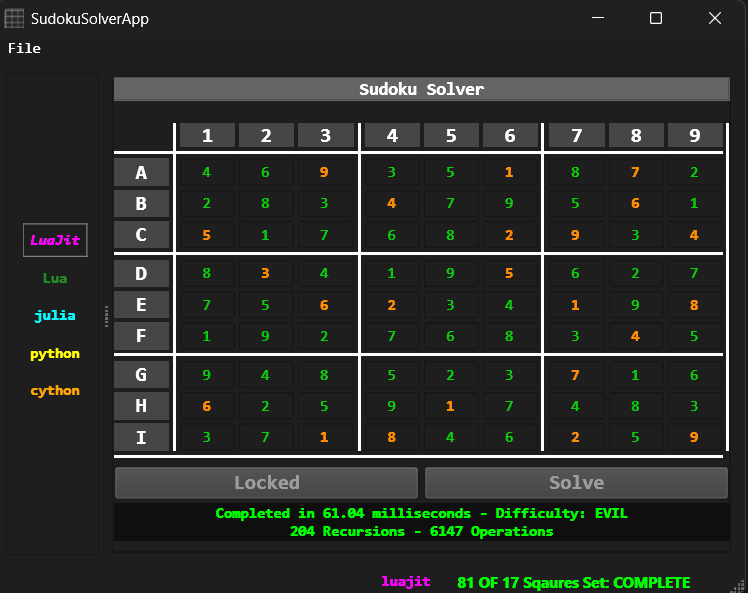 SudokuSolverApp
File
Sudoku Solver
1 2 3 4 5 6 7 8 9
A 4 6 9 3 5 1 8 7 2
B 2 8 3 4 7 9 5 6 1
C 5 1 7 6 8 2 9 3 4
D 8 3 4 1 9 5 6 2 7
E 7 5 6 2 3 4 1 9 8
F 1 9 2 7 6 8 3 4 5
G 9 4 8 5 2 3 7 1 6
H 6 2 5 9 1 7 4 8 3
I 3 7 1 8 4 6 2 5 9
LuaJit
Lua
julia
python
cython
Locked Solve
Completed in 61.04 milliseconds - Difficulty: EVIL
204 Recursions - 6147 Operations
luajit 81 OF 17 Sqaures Set: COMPLETE